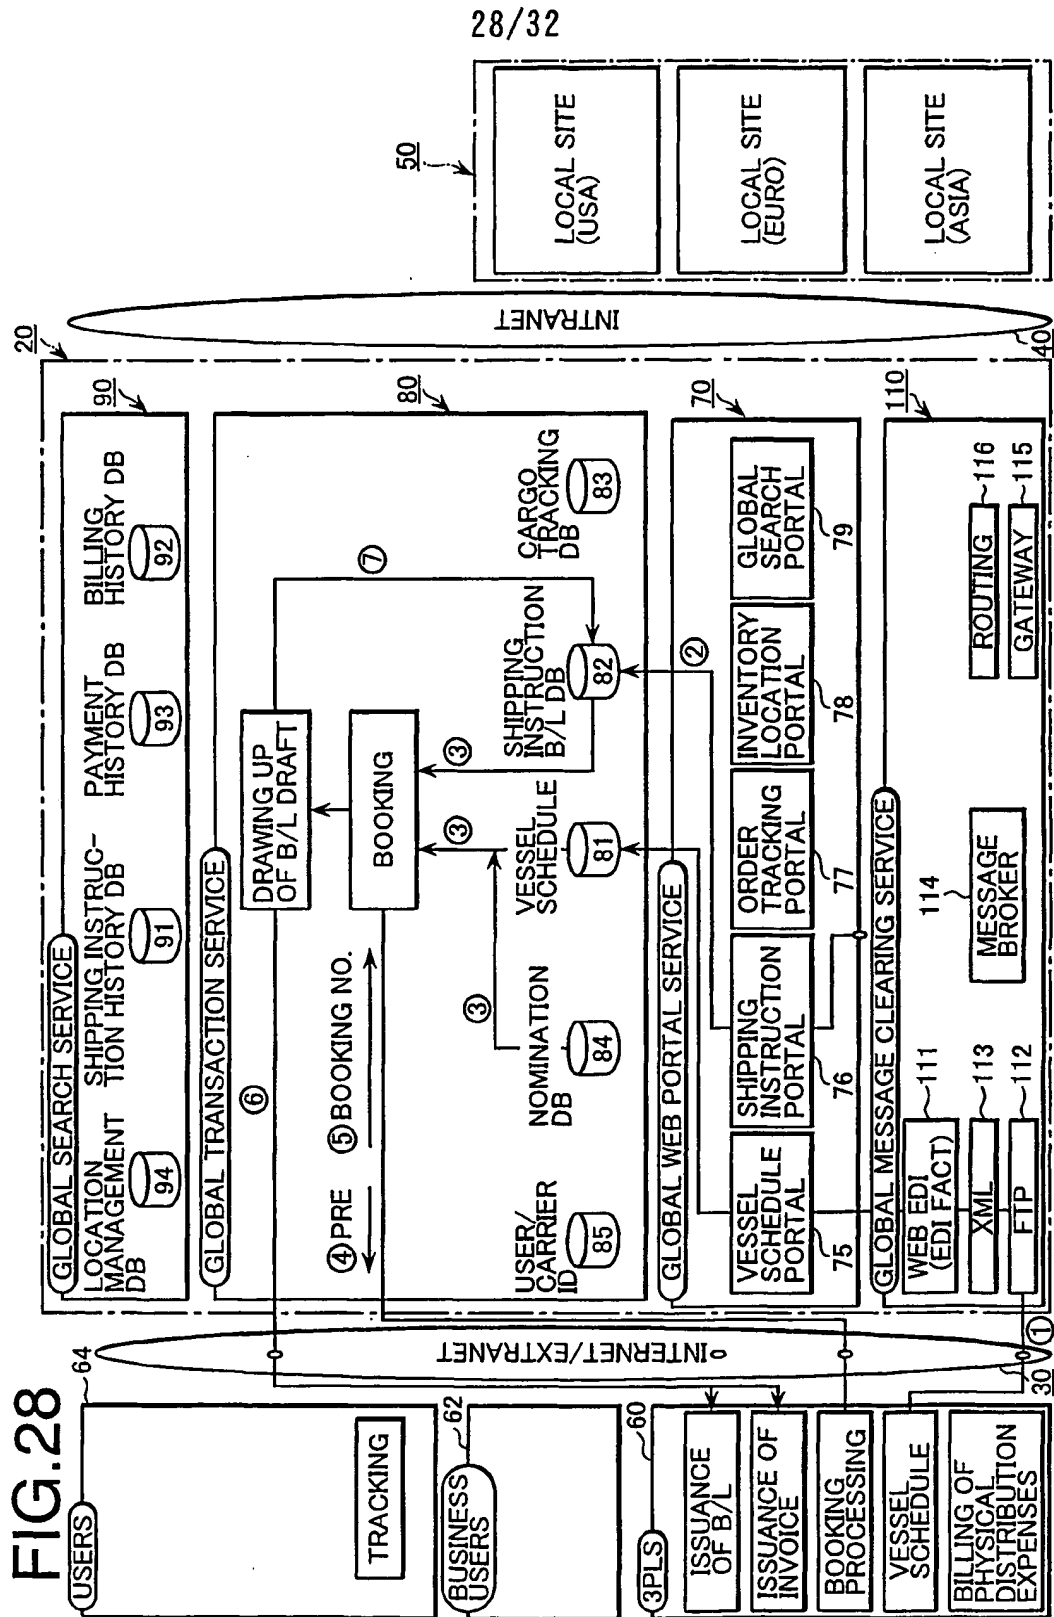 28/32
FIG.28
USERS
64
TRACKING
BUSINESS
USERS
62
3PLS
60
ISSUANCE
OF B/L
ISSUANCE OF
INVOICE
BOOKING
PROCESSING
VESSEL
SCHEDULE
BILLING OF
PHYSICAL
DISTRIBUTION
EXPENSES
INTERNET/EXTRANET
30
①
20
GLOBAL SEARCH SERVICE
90
LOCATION
MANAGEMENT
DB
94
SHIPPING INSTRUC-
TION HISTORY DB
91
PAYMENT
HISTORY DB
93
BILLING
HISTORY DB
92
GLOBAL TRANSACTION SERVICE
80
⑥
DRAWING UP
OF B/L DRAFT
⑦
④PRE
⑤BOOKING NO.
BOOKING
③
③
③
USER/
CARRIER
ID
85
NOMINATION
DB
84
VESSEL
SCHEDULE
81
SHIPPING
INSTRUCTION
B/L DB
82
CARGO
TRACKING
DB
83
GLOBAL WEB PORTAL SERVICE
②
70
VESSEL
SCHEDULE
PORTAL
75
SHIPPING
INSTRUCTION
PORTAL
76
ORDER
TRACKING
PORTAL
77
INVENTORY
LOCATION
PORTAL
78
GLOBAL
SEARCH
PORTAL
79
GLOBAL MESSAGE CLEARING SERVICE
110
WEB EDI
(EDI FACT)
111
XML
113
FTP
112
114
MESSAGE
BROKER
ROUTING
116
GATEWAY
115
INTRANET
40
50
LOCAL SITE
(USA)
LOCAL SITE
(EURO)
LOCAL SITE
(ASIA)